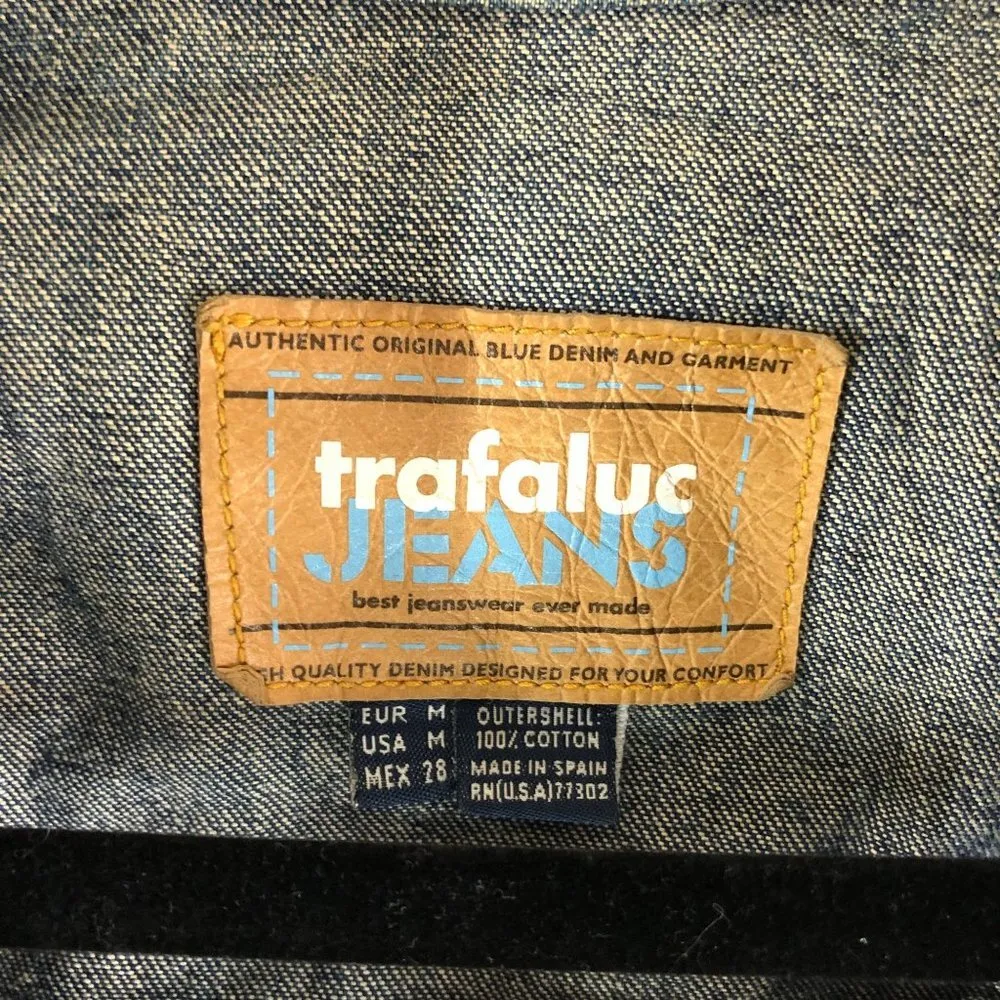 AUTHENTIC ORIGINAL BLUE DENIM AND GARMENT
trafaluc
JEANS
best jeanswear ever made
QUALITY DENIM DESIGNED FOR YOUR CONFORT
EUR M
USA M
MEX 28
OUTERSHELL:
100% COTTON
MADE IN SPAIN
RN(U.S.A)77302